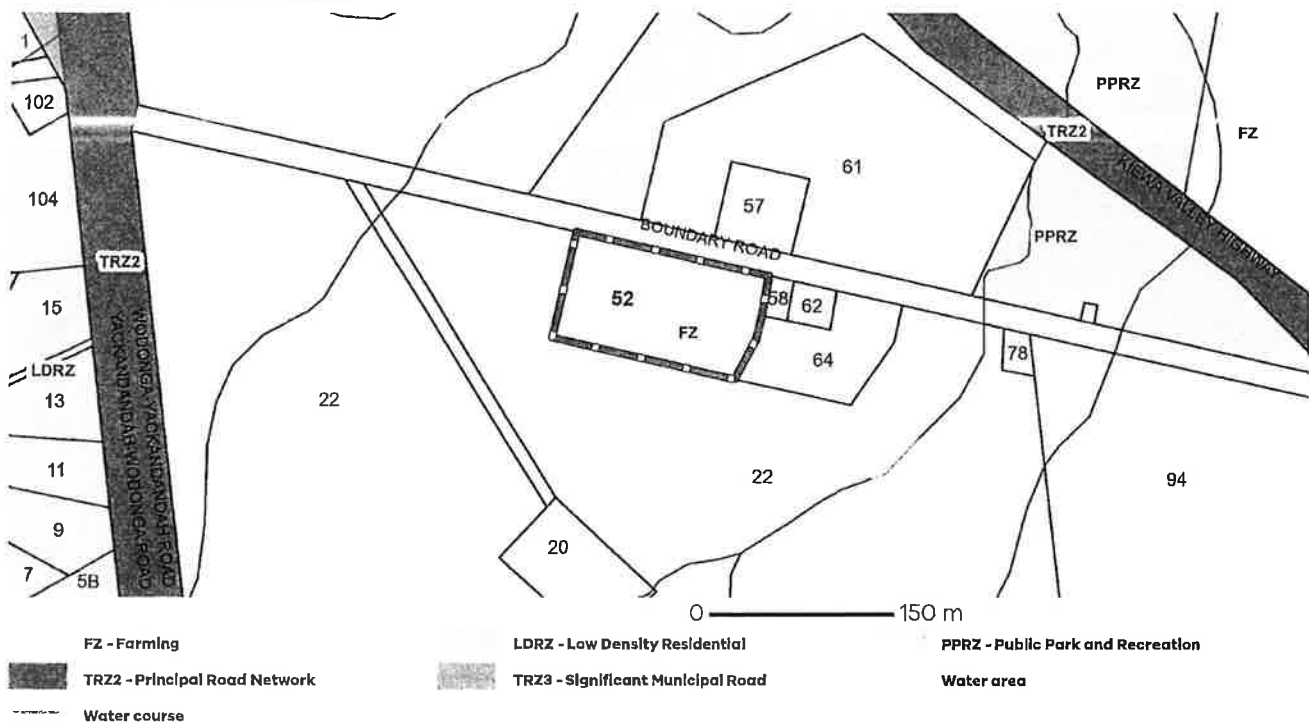 1
102
PPRZ
TRZ2
FZ
104
61
57
KIEWA VALLEY HIGHWAY
BOUNDARY ROAD
PPRZ
TRZ2
52
58
62
15
FZ
64
78
LDRZ
WODONGA YACKANDANDAH ROAD
YACKANDANDAH-WODONGA ROAD
13
22
11
22
94
9
20
7
5B
0 150 m
FZ - Farming
LDRZ - Low Density Residential
PPRZ - Public Park and Recreation
TRZ2 - Principal Road Network
TRZ3 - Significant Municipal Road
Water area
Water course